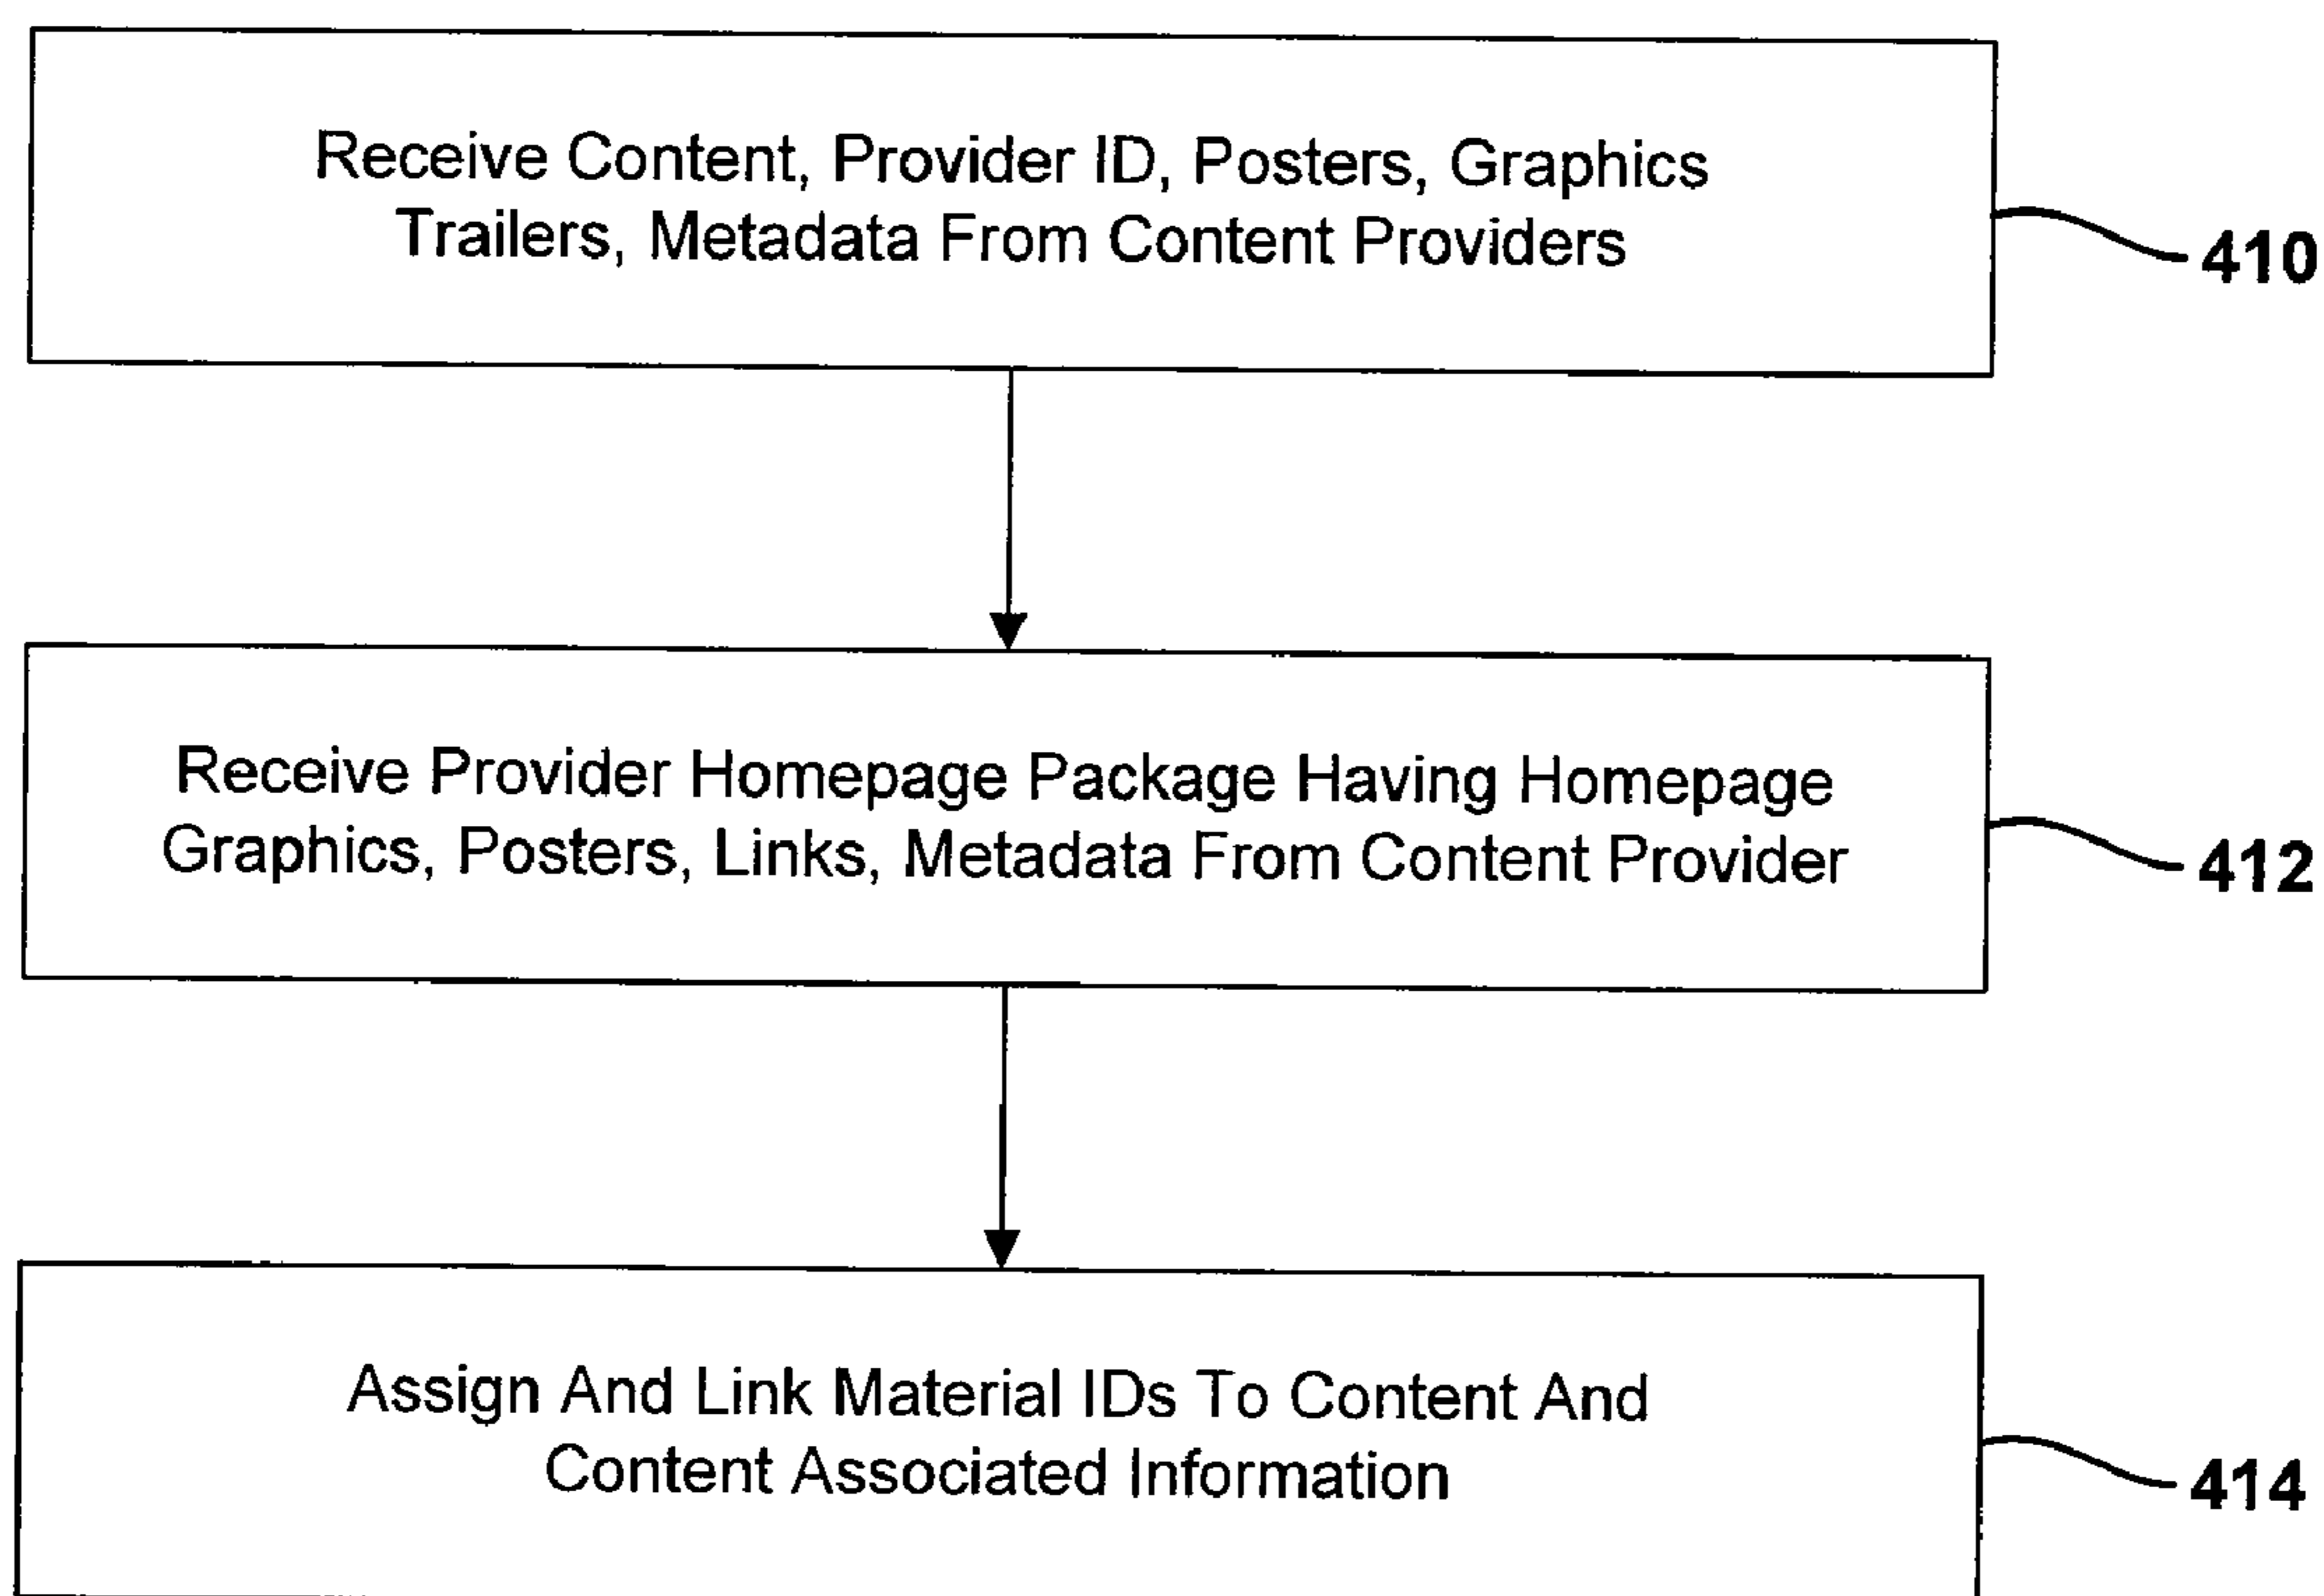 Receive Content, Provider ID, Posters, Graphics
Trailers, Metadata From Content Providers
410
Receive Provider Homepage Package Having Homepage
Graphics, Posters, Links, Metadata From Content Provider
412
Assign And Link Material IDs To Content And
Content Associated Information
414